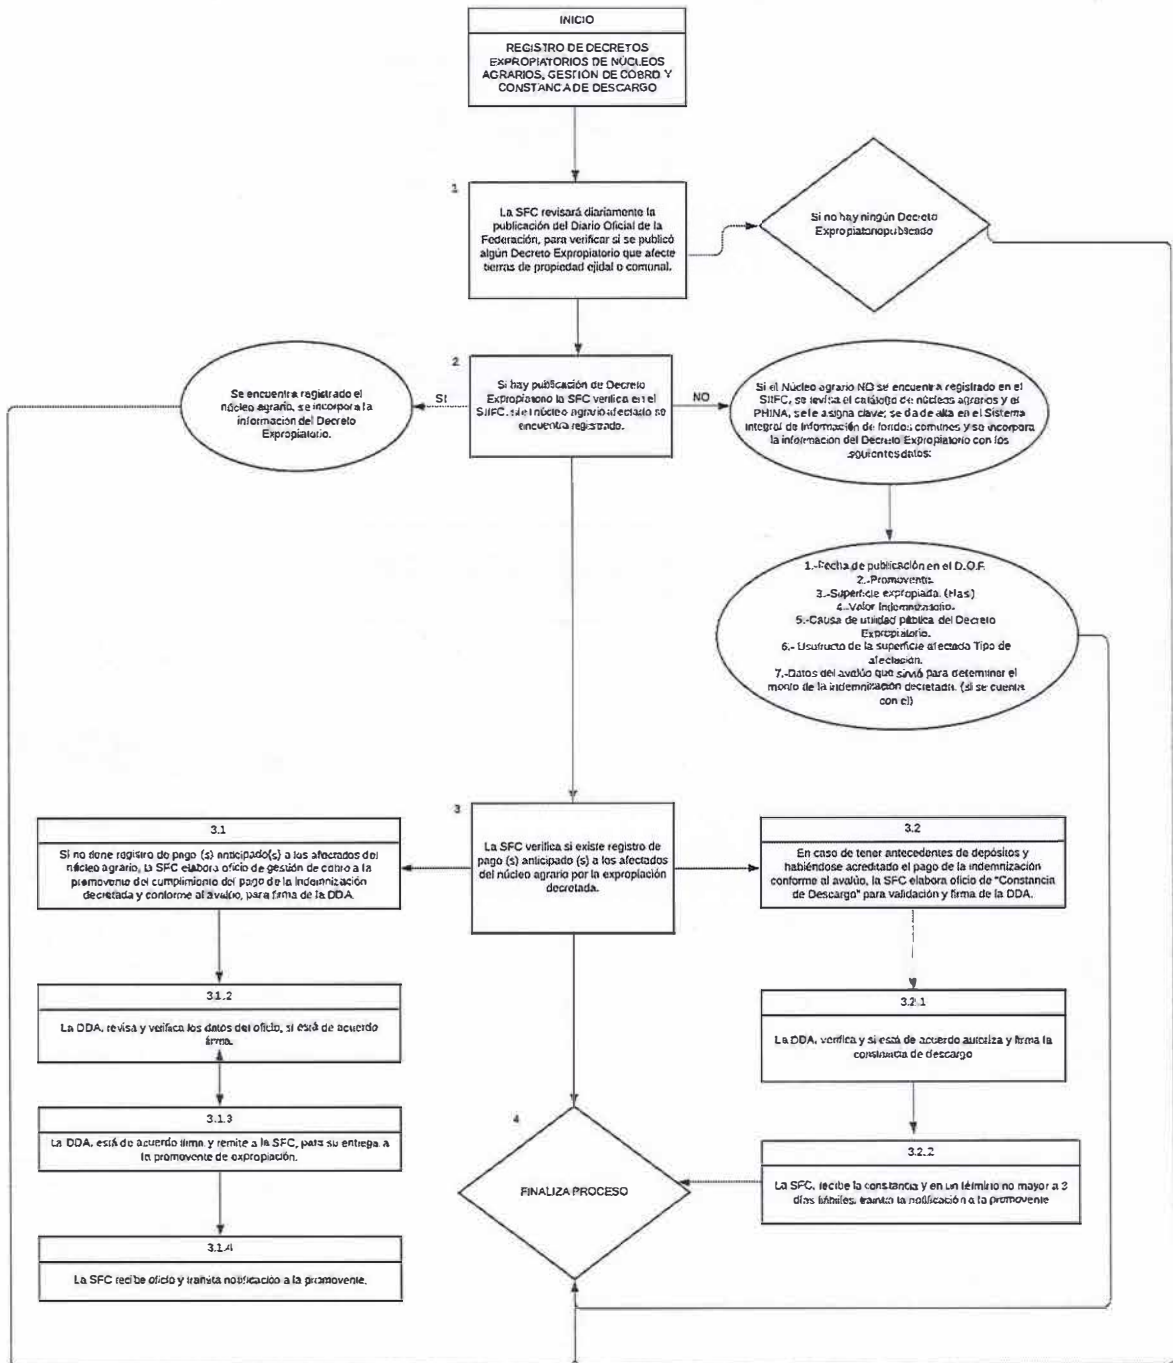 INICIO
REGISTRO DE DECRETOS
EXPROPIATORIOS DE NÚCLEOS
AGRARIOS, GESTIÓN DE COBRO Y
CONSTANCA DE DESCARGO
1
La SFC revisará diariamente la
publicación del Diario Oficial de la
Federación, para verificar si se publicó
algún Decreto Expropiatorio que afecte
tierras de propiedad ejidal o comunal.
Si no hay ningún Decreto
Expropiatorio publicado
2
Si hay publicación de Decreto
Expropiatorio la SFC verifica en el
SIIFC, si el núcleo agrario afectado se
encuentra registrado.
SI
Se encuentra registrado el
núcleo agrario, se incorpora la
información del Decreto
Expropiatorio.
NO
Si el Núcleo agrario NO se encuentra registrado en el
SIIFC, se revisa el catálogo de núcleos agrarios y el
PHINA, se le asigna clave; se da de alta en el Sistema
Integral de Información de fondos comunes y se incorpora
la información del Decreto Expropiatorio con los
siguientes datos:
1.-Fecha de publicación en el D.O.F.
2.-Promovente.
3.-Superficie expropiada. (Has)
4.-Valor Indemnizatorio.
5.-Causa de utilidad pública del Decreto
Expropiatorio.
6.- Usufructo de la superficie afectada Tipo de
afectación.
7.-Datos del avalúo que sirvió para determinar el
monto de la indemnización decretada. (si se cuenta
con él)
3
La SFC verifica si existe registro de
pago (s) anticipado (s) a los afectados
del núcleo agrario por la expropiación
decretada.
3.1
Si no tiene registro de pago (s) anticipado(s) a los afectados del
núcleo agrario, la SFC elabora oficio de gestión de cobro a la
promovente del cumplimiento del pago de la indemnización
decretada y conforme al avalúo, para firma de la DDA.
3.1.2
La DDA, revisa y verifica los datos del oficio, si está de acuerdo
firma.
3.1.3
La DDA, está de acuerdo firma y remite a la SFC, para su entrega a
la promovente de expropiación.
3.1.4
La SFC recibe oficio y tramita notificación a la promovente.
3.2
En caso de tener antecedentes de depósitos y
habiéndose acreditado el pago de la indemnización
conforme al avalúo, la SFC elabora oficio de "Constancia
de Descargo" para validación y firma de la DDA.
3.2.1
La DDA, verifica y si está de acuerdo autoriza y firma la
constancia de descargo
3.2.2
La SFC, recibe la constancia y en un término no mayor a 3
días hábiles, tramita la notificación a la promovente
4
FINALIZA PROCESO